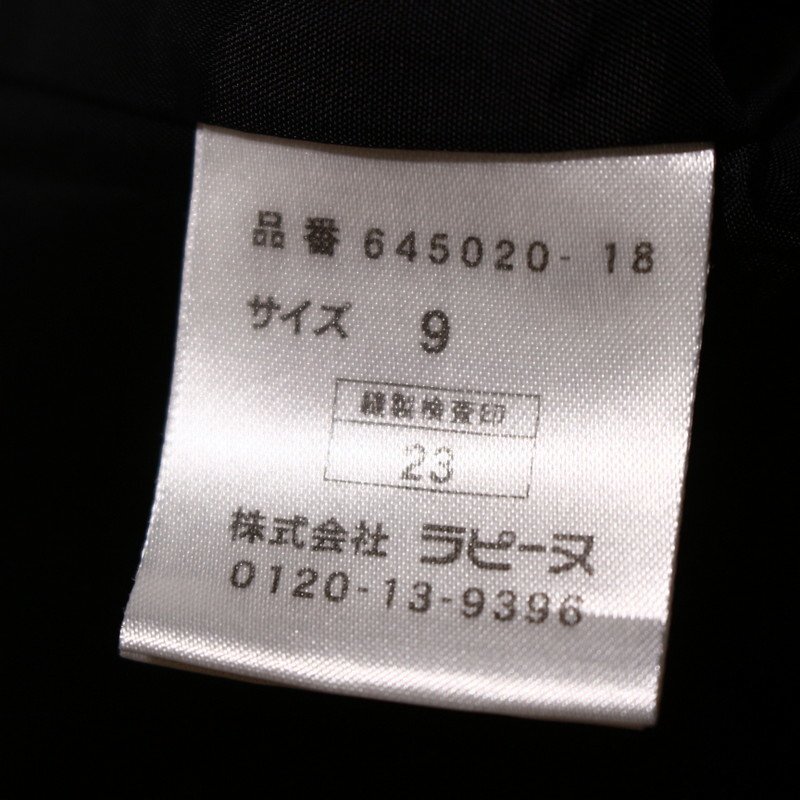 品番 645020- 18
サイズ 9
縫製検査印
23
株式会社 ラピーヌ
0120-13-9396